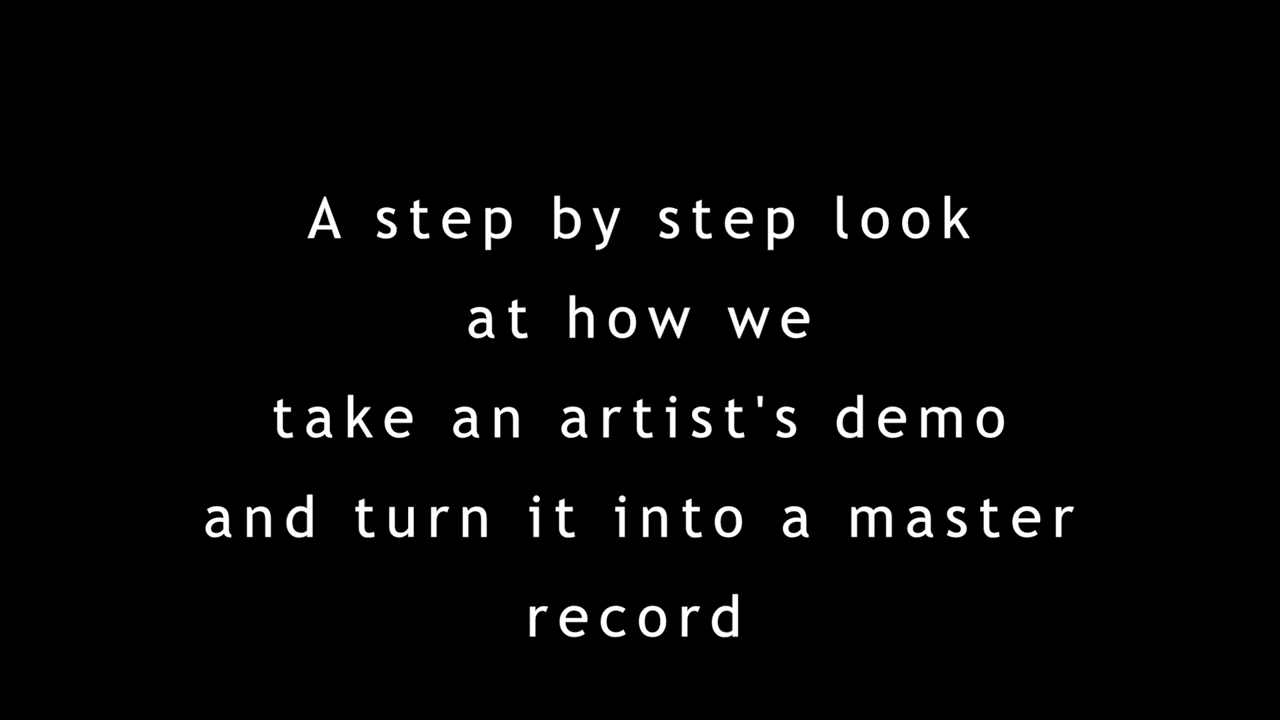 A step by step look
at how we
take an artist's demo
and turn it into a master
record